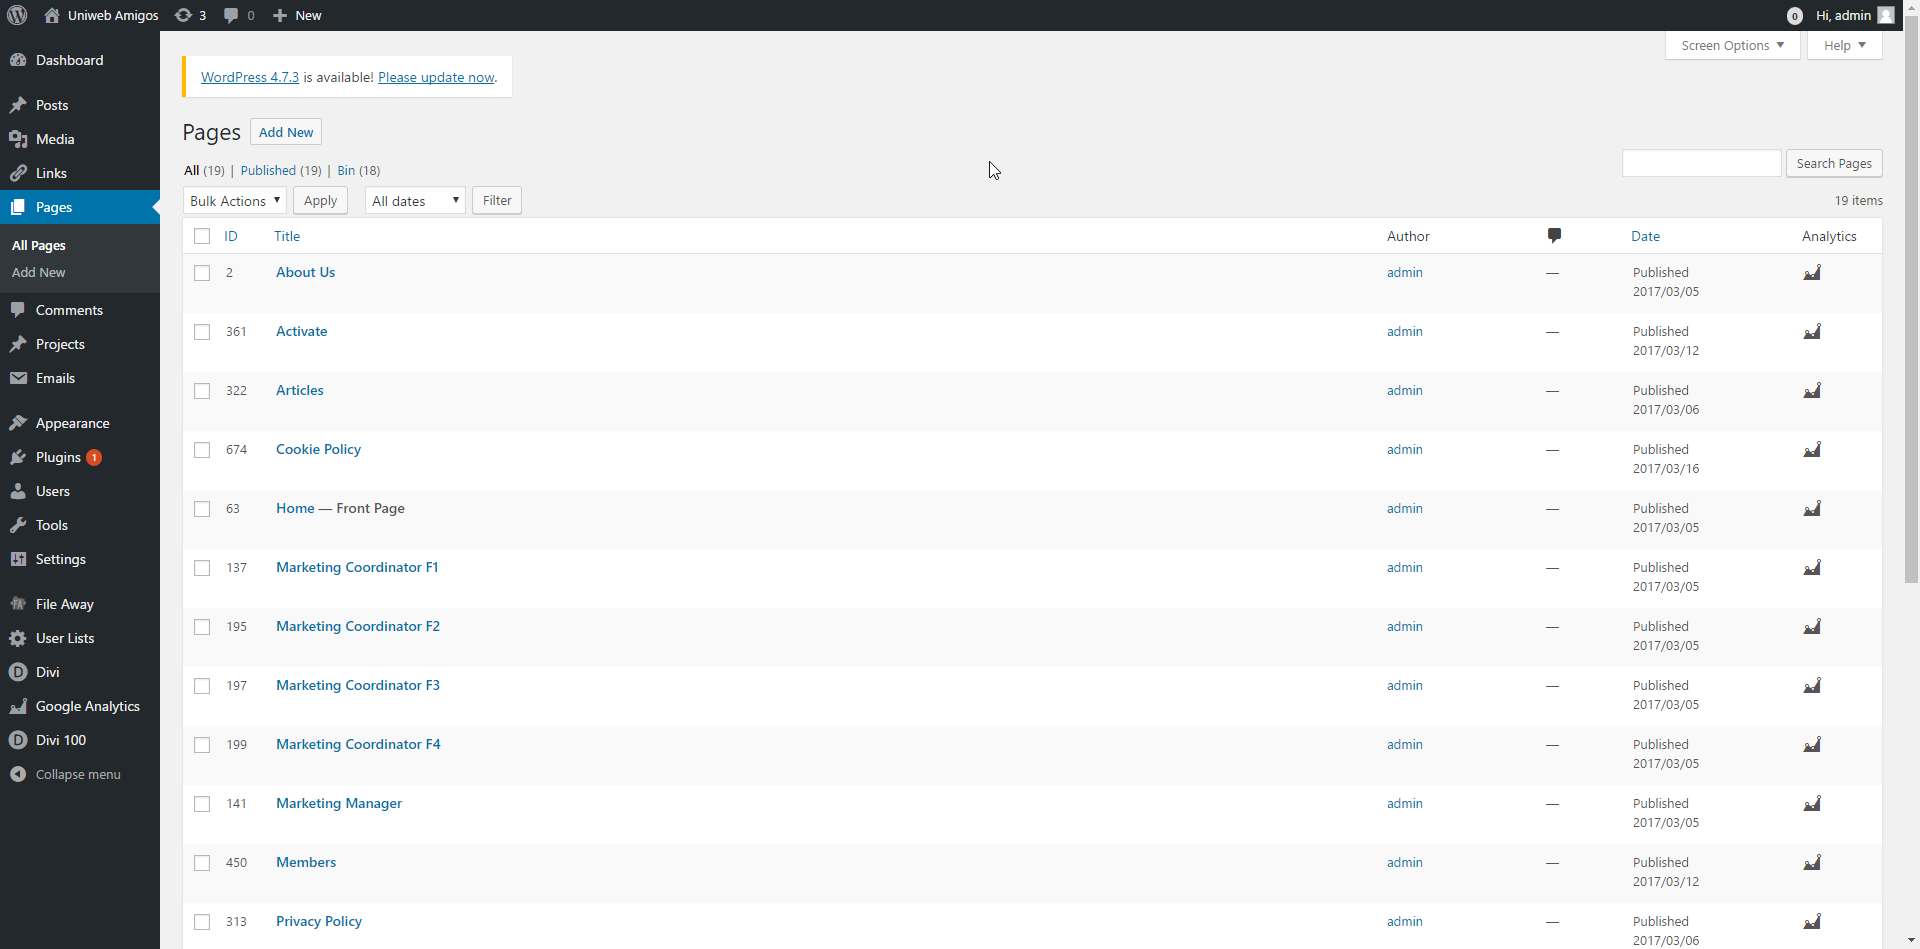 Uniweb Amigos 3 0 New 0 Hi, admin
Screen Options Help
Dashboard
Posts
Media
Links
Pages
All Pages
Add New
Comments
Projects
Emails
Appearance
Plugins 1
Users
Tools
Settings
File Away
User Lists
Divi
Google Analytics
Divi 100
Collapse menu
WordPress 4.7.3 is available! Please update now.
Pages Add New
All (19) | Published (19) | Bin (18)
Search Pages
Bulk Actions Apply All dates Filter 19 items
ID Title Author Date Analytics
2 About Us admin — Published
2017/03/05
361 Activate admin — Published
2017/03/12
322 Articles admin — Published
2017/03/06
674 Cookie Policy admin — Published
2017/03/16
63 Home — Front Page admin — Published
2017/03/05
137 Marketing Coordinator F1 admin — Published
2017/03/05
195 Marketing Coordinator F2 admin — Published
2017/03/05
197 Marketing Coordinator F3 admin — Published
2017/03/05
199 Marketing Coordinator F4 admin — Published
2017/03/05
141 Marketing Manager admin — Published
2017/03/05
450 Members admin — Published
2017/03/12
313 Privacy Policy admin — Published
2017/03/06